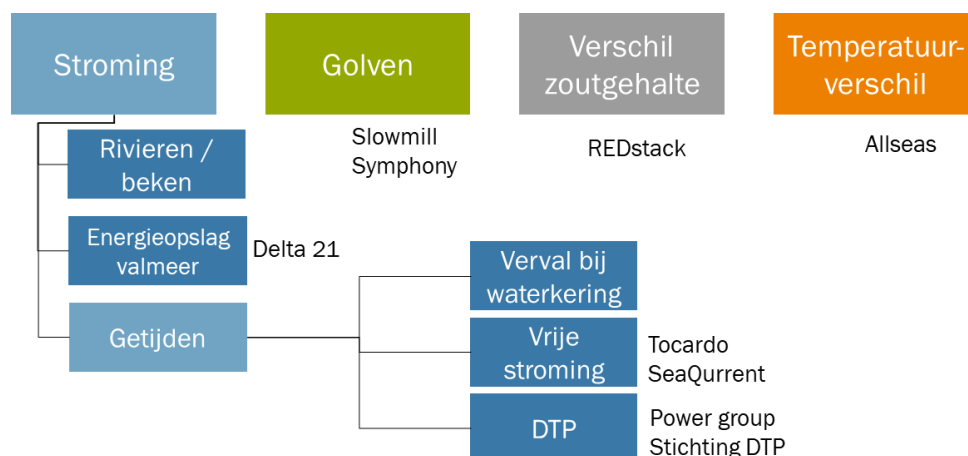 Stroming
Golven
Verschil
zoutgehalte
Temperatuur-
verschil
Slowmill
Symphony
REDstack
Allseas
Rivieren /
beken
Energieopslag
valmeer
Delta 21
Getijden
Verval bij
waterkering
Vrije
stroming
Tocardo
SeaQurrent
DTP
Power group
Stichting DTP